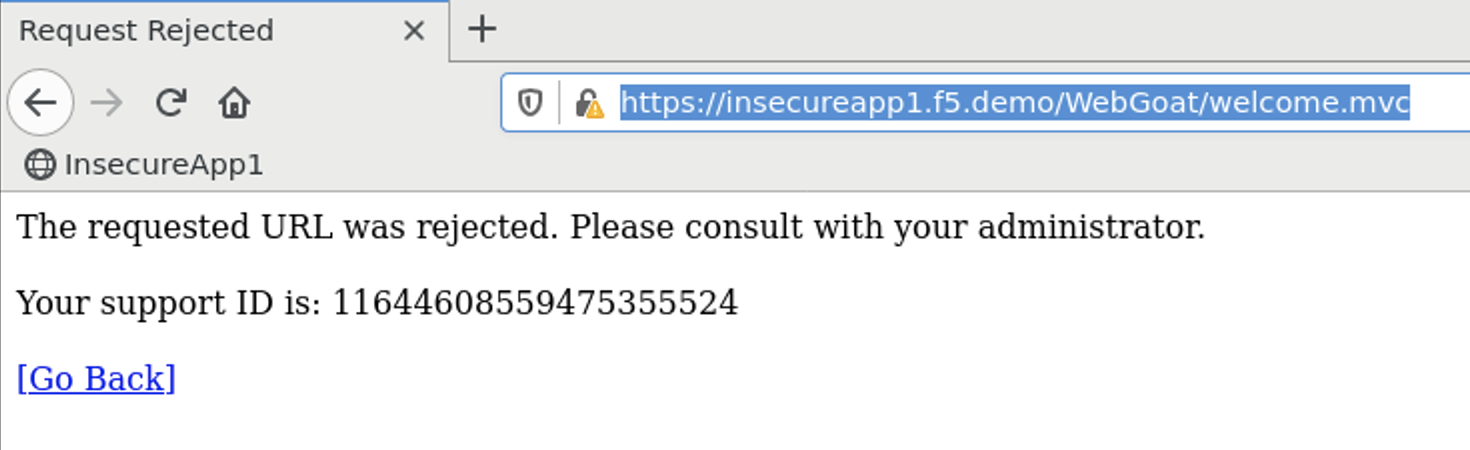 Request Rejected
https://insecureapp1.f5.demo/WebGoat/welcome.mvc
InsecureApp1
The requested URL was rejected. Please consult with your administrator.
Your support ID is: 11644608559475355524
[Go Back]